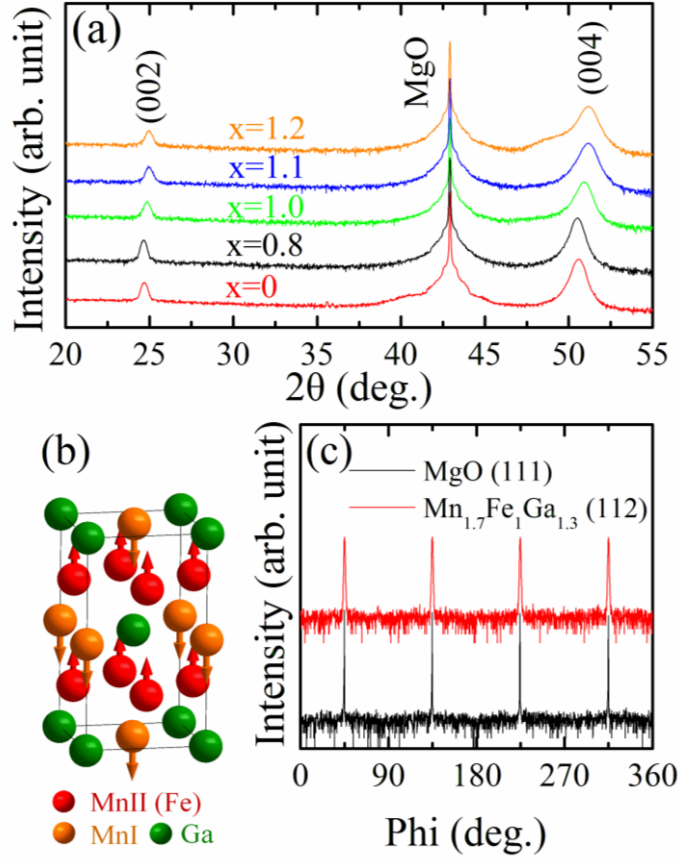 (a)
(002)
MgO
(004)
x=1.2
x=1.1
x=1.0
x=0.8
x=0
Intensity (arb. unit)
20 25 30 35 40 45 50 55
2θ (deg.)
(b)
MnII (Fe)
MnI Ga
(c)
MgO (111)
Mn₁.₇Fe₁Ga₁.₃ (112)
Intensity (arb. unit)
0 90 180 270 360
Phi (deg.)